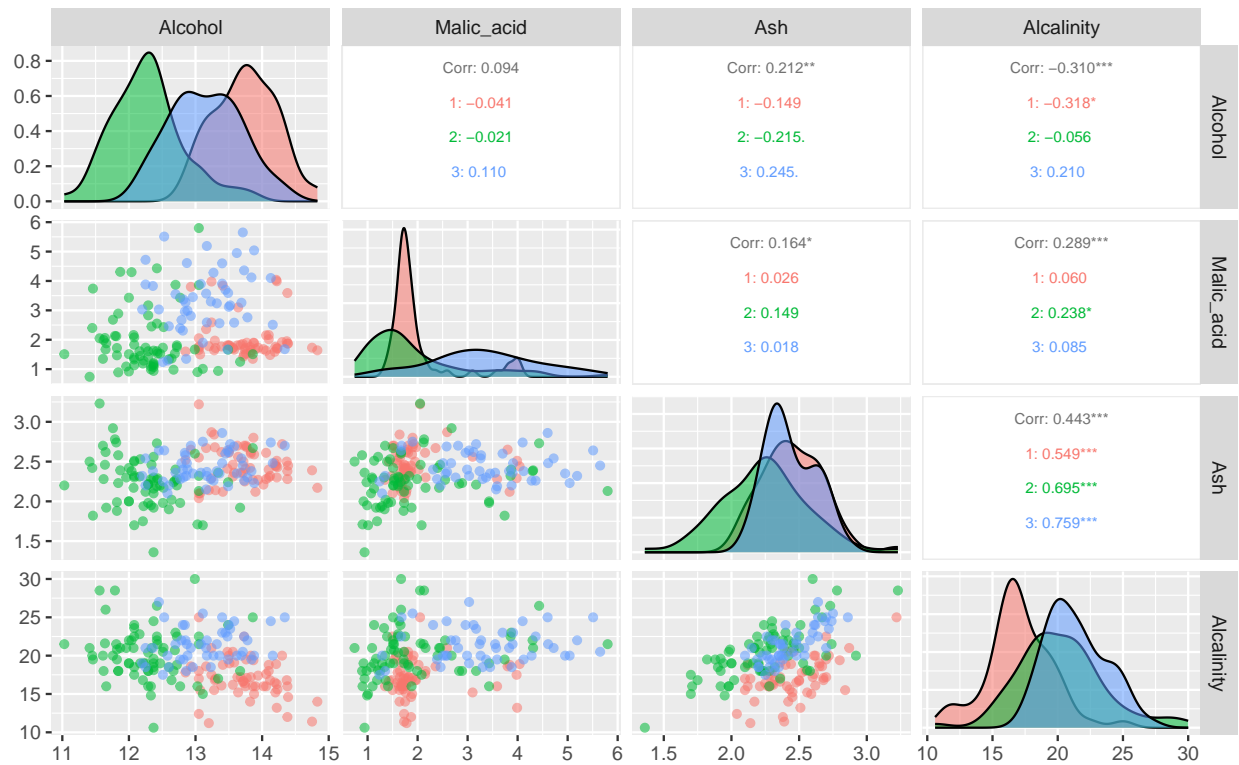 Alcohol Malic_acid Ash Alcalinity
0.8
0.6
0.4
0.2
0.0
Corr: 0.094
1: −0.041
2: −0.021
3: 0.110
Corr: 0.212**
1: −0.149
2: −0.215.
3: 0.245.
Corr: −0.310***
1: −0.318*
2: −0.056
3: 0.210
Alcohol
6
5
4
3
2
1
Corr: 0.164*
1: 0.026
2: 0.149
3: 0.018
Corr: 0.289***
1: 0.060
2: 0.238*
3: 0.085
Malic_acid
3.0
2.5
2.0
1.5
Corr: 0.443***
1: 0.549***
2: 0.695***
3: 0.759***
Ash
30
25
20
15
10
Alcalinity
11 12 13 14 15
1 2 3 4 5 6
1.5 2.0 2.5 3.0
10 15 20 25 30